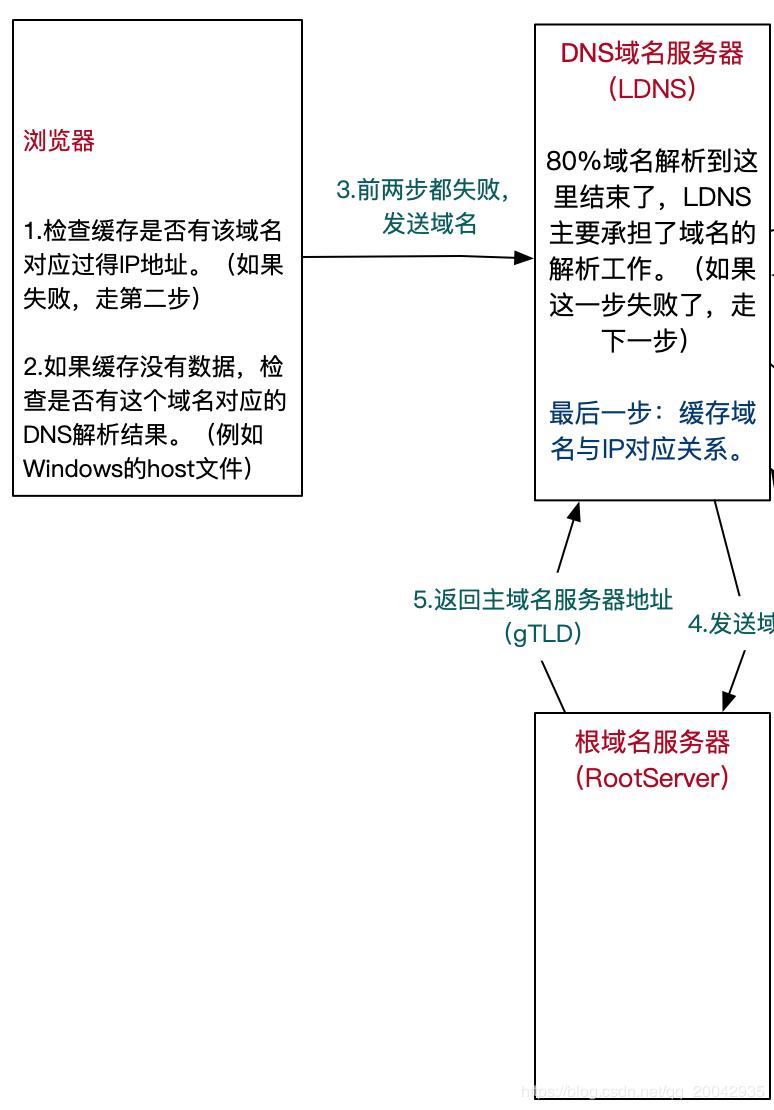 浏览器
1.检查缓存是否有该域名
对应过得IP地址。（如果
失败，走第二步）
2.如果缓存没有数据，检
查是否有这个域名对应的
DNS解析结果。（例如
Windows的host文件）
3.前两步都失败，
发送域名
DNS域名服务器
（LDNS）
80%域名解析到这
里结束了，LDNS
主要承担了域名的
解析工作。（如果
这一步失败了，走
下一步）
最后一步：缓存域
名与IP对应关系。
5.返回主域名服务器地址
（gTLD）
4.发送域
根域名服务器
（RootServer）
https://blog.csdn.net/qq_20042935